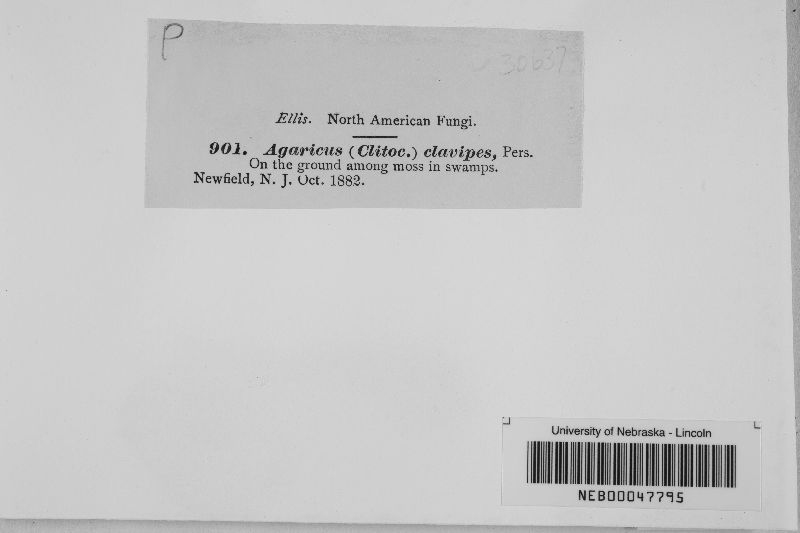 P
30637
Ellis. North American Fungi.
901. Agaricus (Clitoc.) clavipes, Pers.
On the ground among moss in swamps.
Newfield, N. J. Oct. 1882.
University of Nebraska - Lincoln
NEB00047795